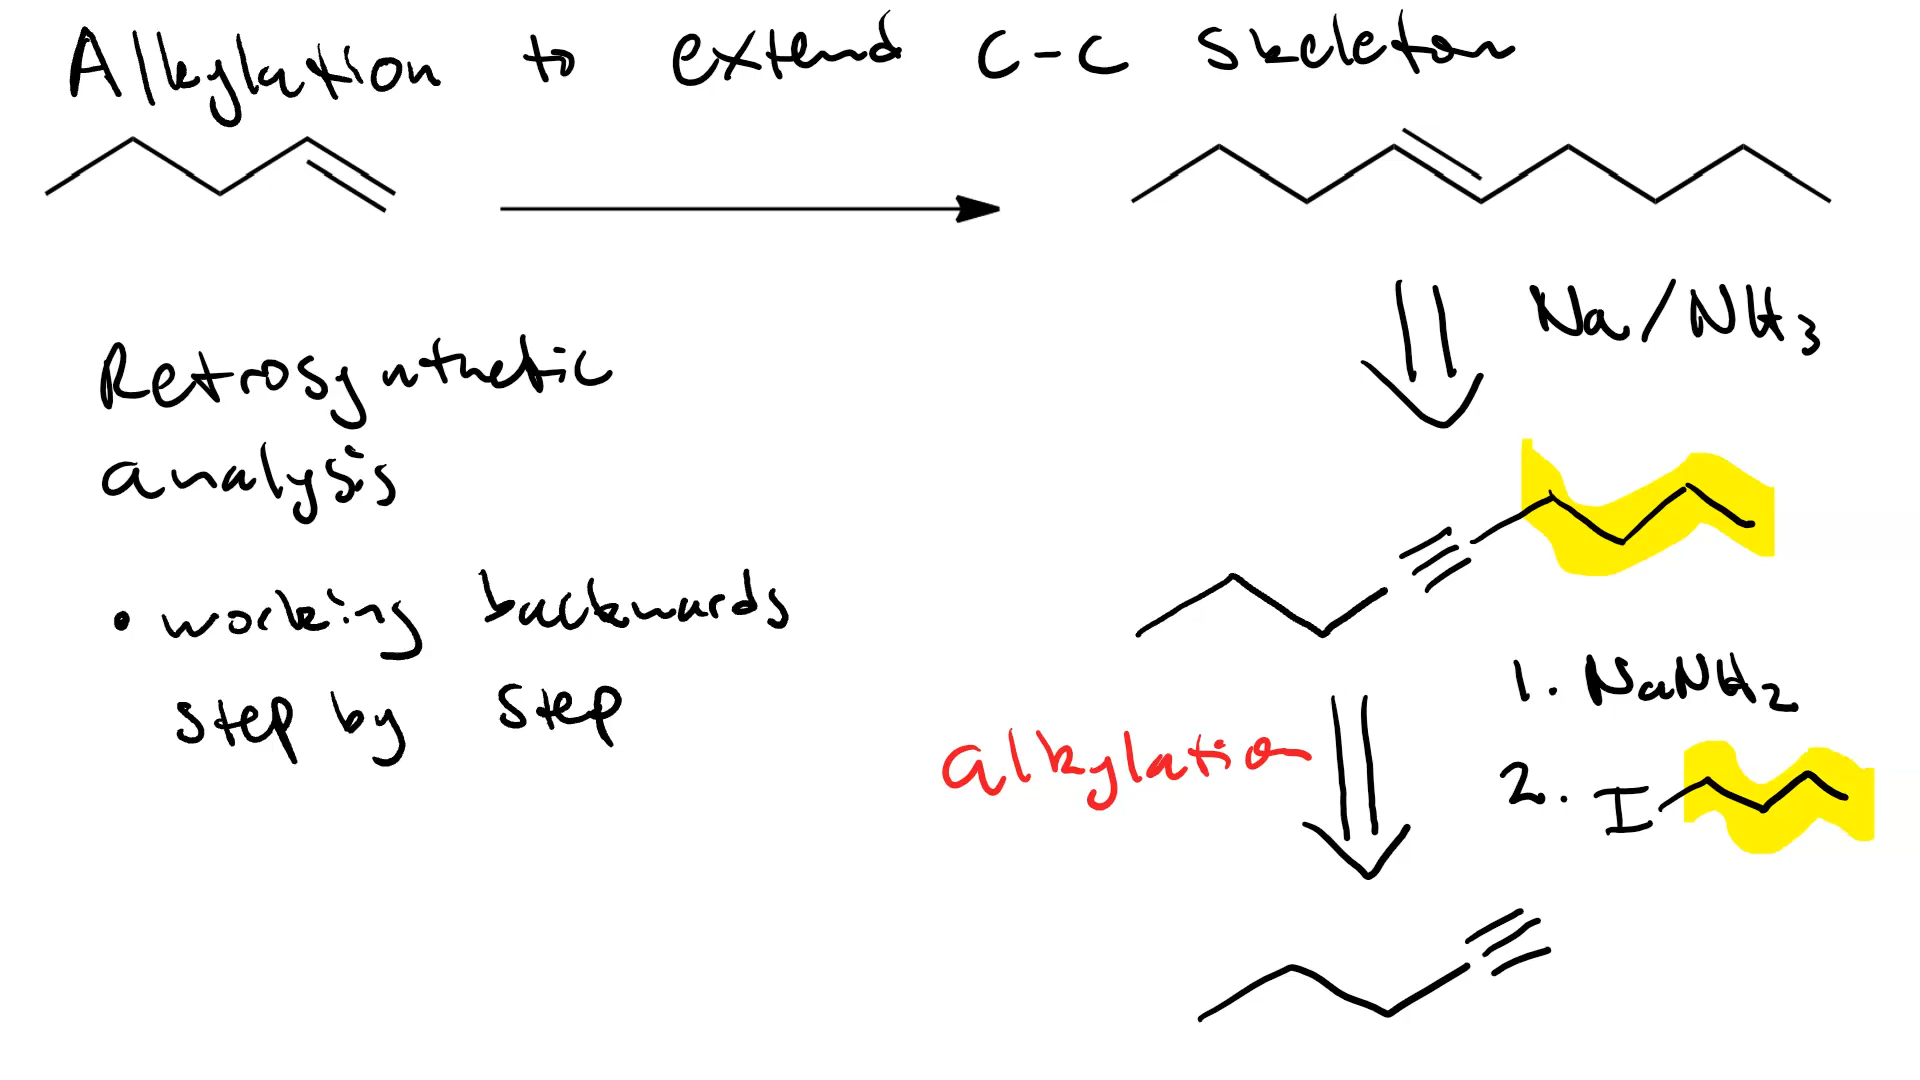 Alkylation to extend C-C skeleton
Na/NH3
Retrosynthetic
analysis
• working backwards
step by step
1. NaNH2
alkylation
2. I